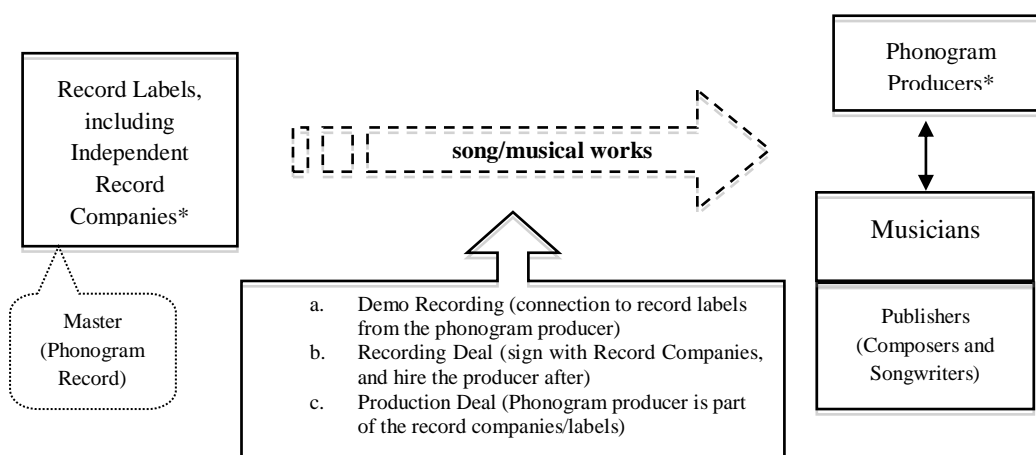 Record Labels,
including
Independent
Record
Companies*
Master
(Phonogram
Record)
song/musical works
a. Demo Recording (connection to record labels
from the phonogram producer)
b. Recording Deal (sign with Record Companies,
and hire the producer after)
c. Production Deal (Phonogram producer is part
of the record companies/labels)
Phonogram
Producers*
Musicians
Publishers
(Composers and
Songwriters)